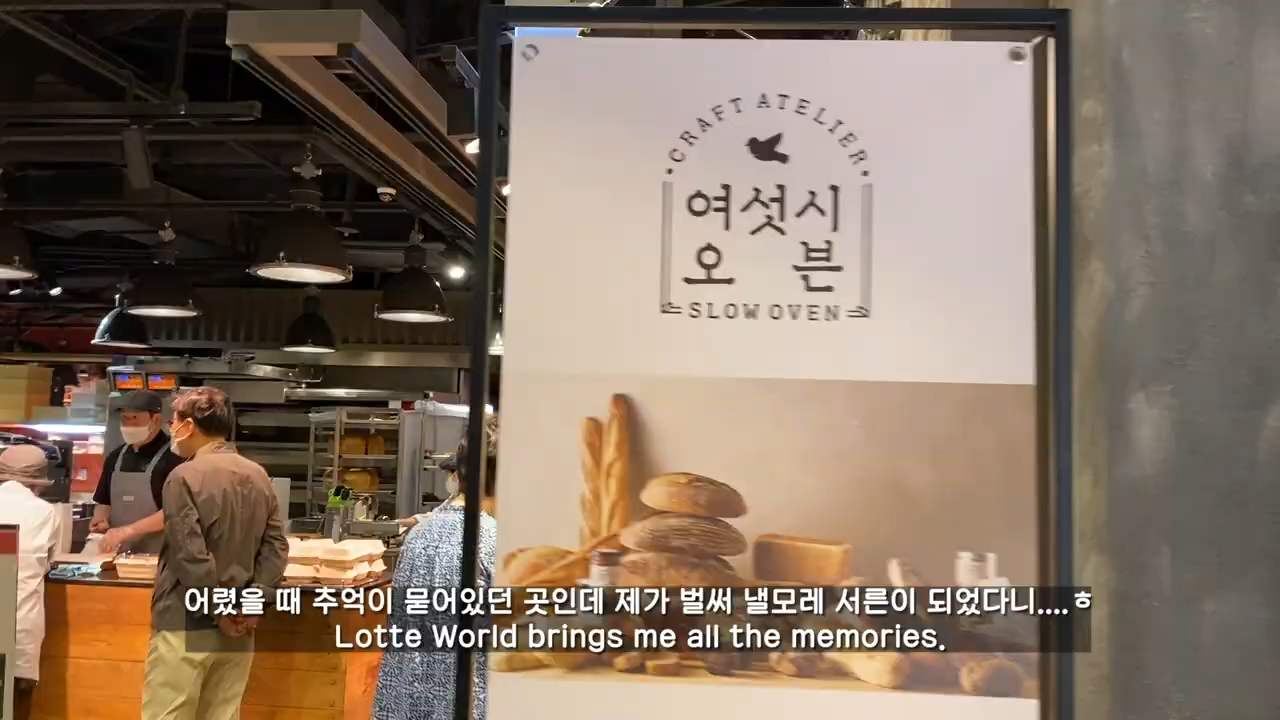 CRAFT ATELIER
여섯시
오 븐
SLOW OVEN
어렸을 때 추억이 묻어있던 곳인데 제가 벌써 낼모레 서른이 되었다니....ㅎ
Lotte World brings me all the memories.